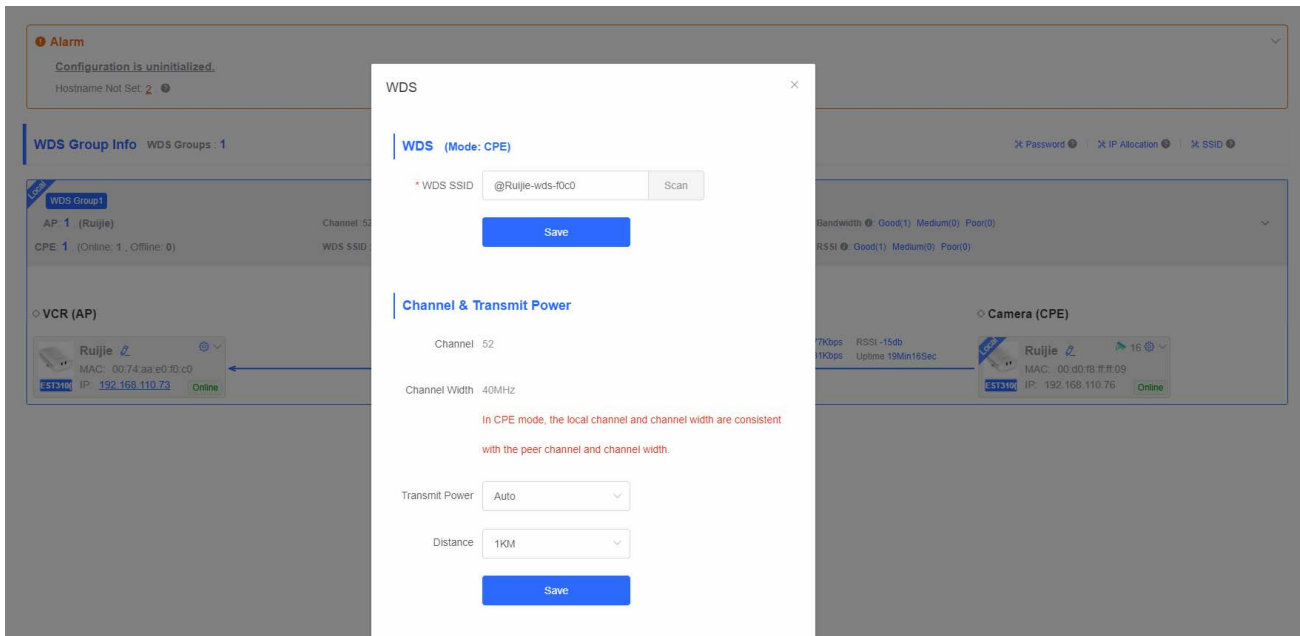 Alarm
Configuration is uninitialized.
Hostname Not Set: 2
WDS Group Info WDS Groups : 1
Password | IP Allocation | SSID
Local
WDS Group1
AP: 1 (Ruijie)
Channel :52
Bandwidth : Good(1) Medium(0) Poor(0)
CPE: 1 (Online: 1 , Offline: 0)
WDS SSID
RSSI : Good(1) Medium(0) Poor(0)
VCR (AP)
Ruijie
MAC: 00:74:aa:e0:f0:c0
EST310
IP: 192.168.110.73
Online
7Kbps RSSI -15db
1Kbps Uptime 19Min16Sec
Camera (CPE)
Local
Ruijie
16
MAC: 00:d0:f8:ff:ff:09
EST310
IP: 192.168.110.76
Online
WDS
WDS (Mode: CPE)
* WDS SSID @Ruijie-wds-f0c0 Scan
Save
Channel & Transmit Power
Channel 52
Channel Width 40MHz
In CPE mode, the local channel and channel width are consistent
with the peer channel and channel width.
Transmit Power Auto
Distance 1KM
Save